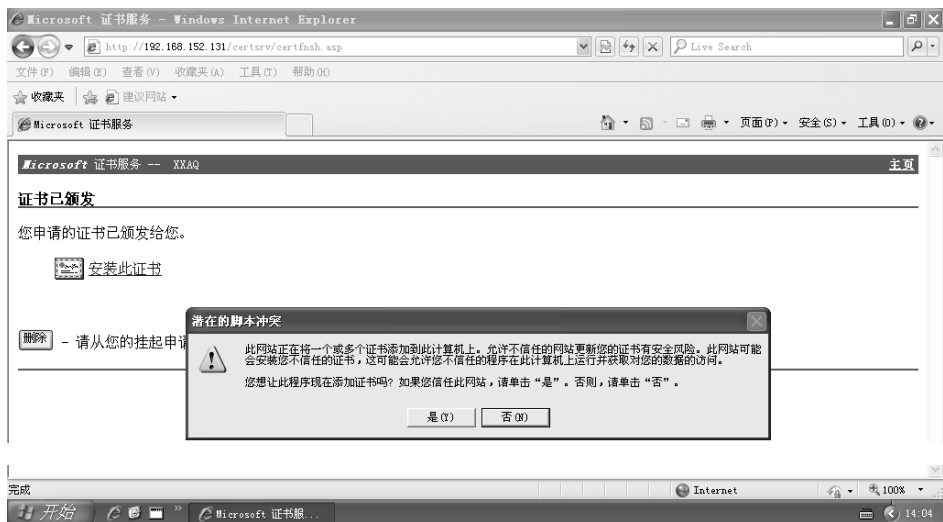 Microsoft 证书服务 - Windows Internet Explorer
http://192.168.152.131/certsrv/certfnsh.asp
Live Search
文件(F) 编辑(E) 查看(V) 收藏夹(A) 工具(T) 帮助(H)
收藏夹 建议网站
Microsoft 证书服务
页面(P) 安全(S) 工具(O)
Microsoft 证书服务 -- XXAQ 主页
证书已颁发
您申请的证书已颁发给您。
安装此证书
删除 - 请从您的挂起申请
潜在的脚本冲突
此网站正在将一个或多个证书添加到此计算机上。允许不信任的网站更新您的证书有安全风险。此网站可能
会安装您不信任的证书，这可能会允许您不信任的程序在此计算机上运行并获取对您的数据的访问。
您想让此程序现在添加证书吗? 如果您信任此网站，请单击“是”。否则，请单击“否”。
是(Y) 否(N)
完成 Internet 100%
开始 Microsoft 证书服... 14:04